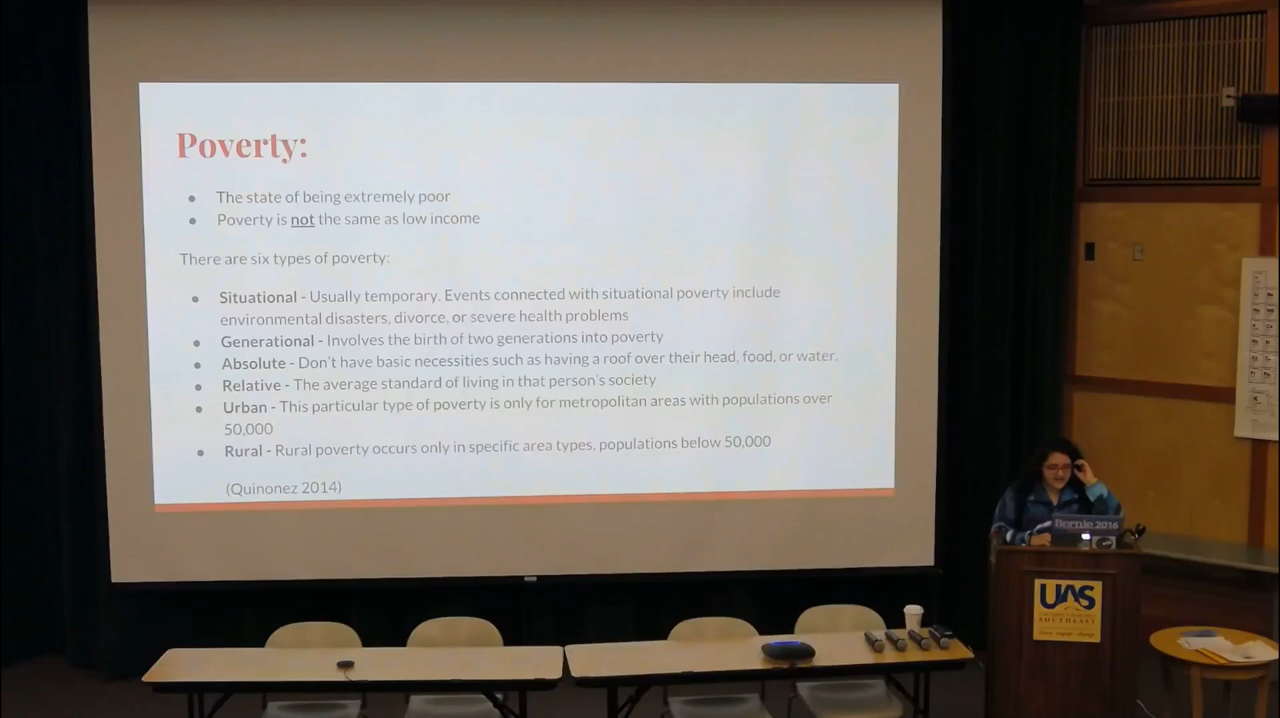 Poverty:
● The state of being extremely poor
● Poverty is not the same as low income
There are six types of poverty:
● Situational - Usually temporary. Events connected with situational poverty include
environmental disasters, divorce, or severe health problems
● Generational - Involves the birth of two generations into poverty
● Absolute - Don't have basic necessities such as having a roof over their head, food, or water.
● Relative - The average standard of living in that person's society
● Urban - This particular type of poverty is only for metropolitan areas with populations over
50,000
● Rural - Rural poverty occurs only in specific area types, populations below 50,000
(Quinonez 2014)
Bernie 2016
UAS
SOUTHEAST